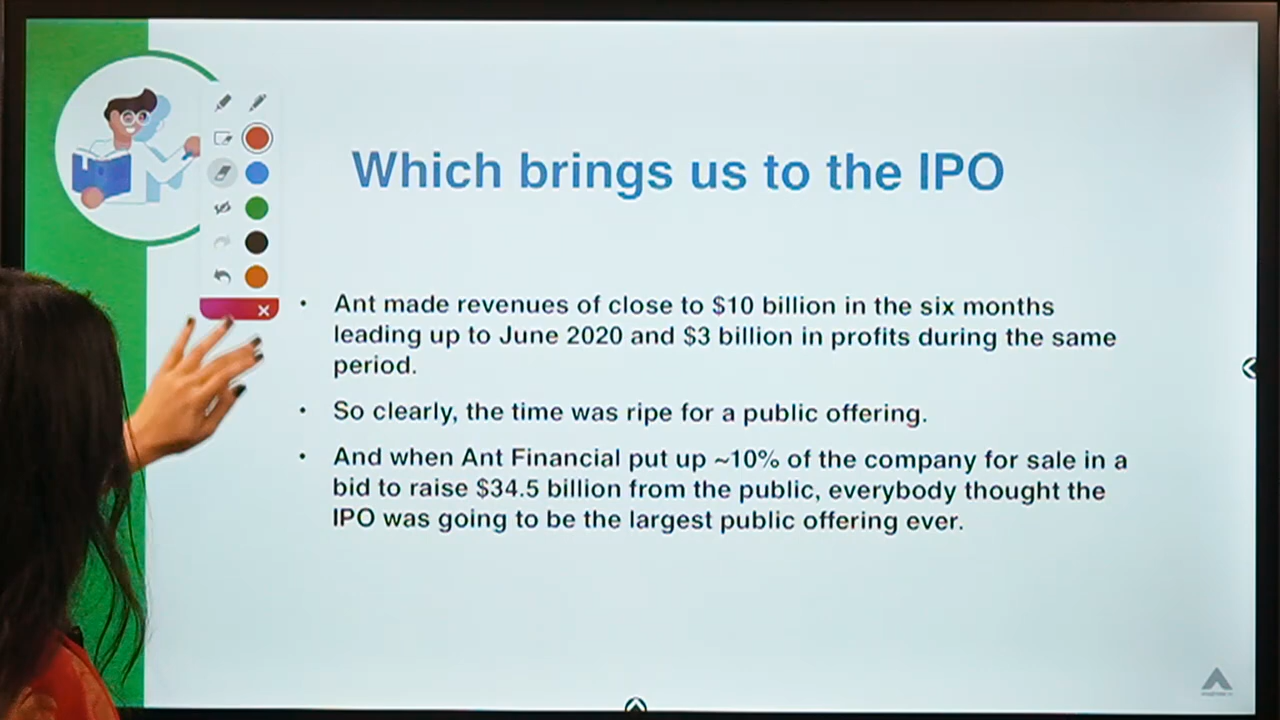 Which brings us to the IPO
• Ant made revenues of close to $10 billion in the six months
leading up to June 2020 and $3 billion in profits during the same
period.
• So clearly, the time was ripe for a public offering.
• And when Ant Financial put up ~10% of the company for sale in a
bid to raise $34.5 billion from the public, everybody thought the
IPO was going to be the largest public offering ever.